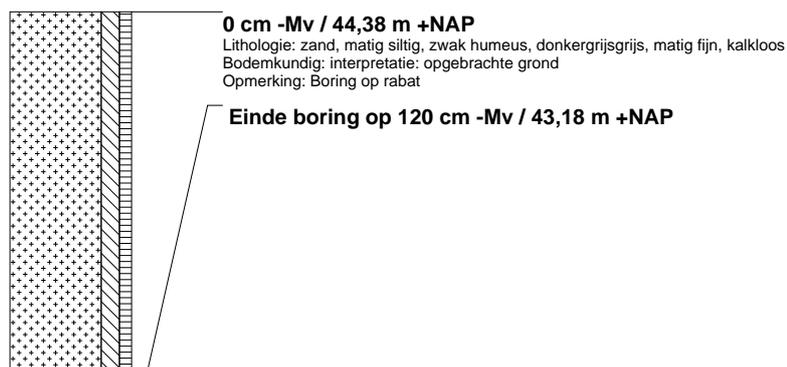 0 cm -Mv / 44,38 m +NAP
Lithologie: zand, matig siltig, zwak humeus, donkergrijsgrijs, matig fijn, kalkloos
Bodemkundig: interpretatie: opgebrachte grond
Opmerking: Boring op rabat
Einde boring op 120 cm -Mv / 43,18 m +NAP